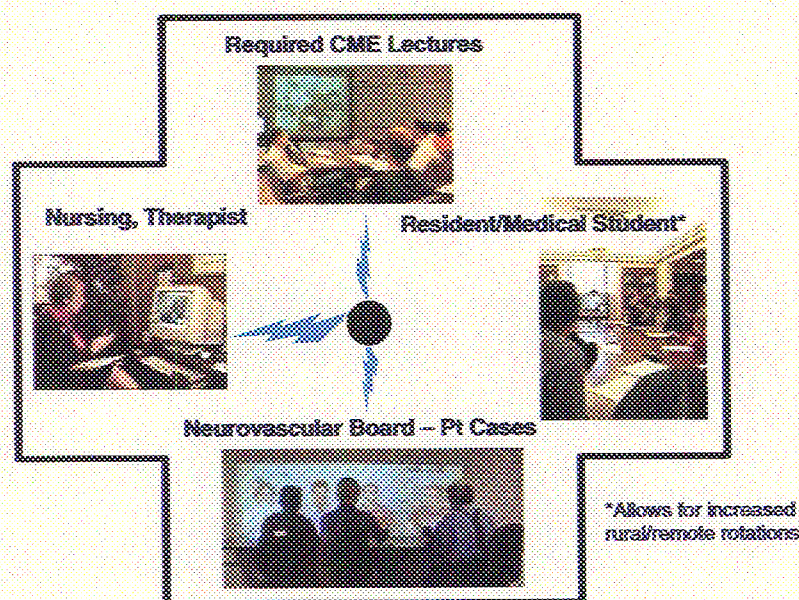 Required CME Lectures
Nursing, Therapist
Resident/Medical Student*
Neurovascular Board – Pt Cases
*Allows for increased
rural/remote rotations